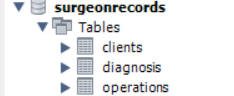 surgeonrecords
Tables
clients
diagnosis
operations